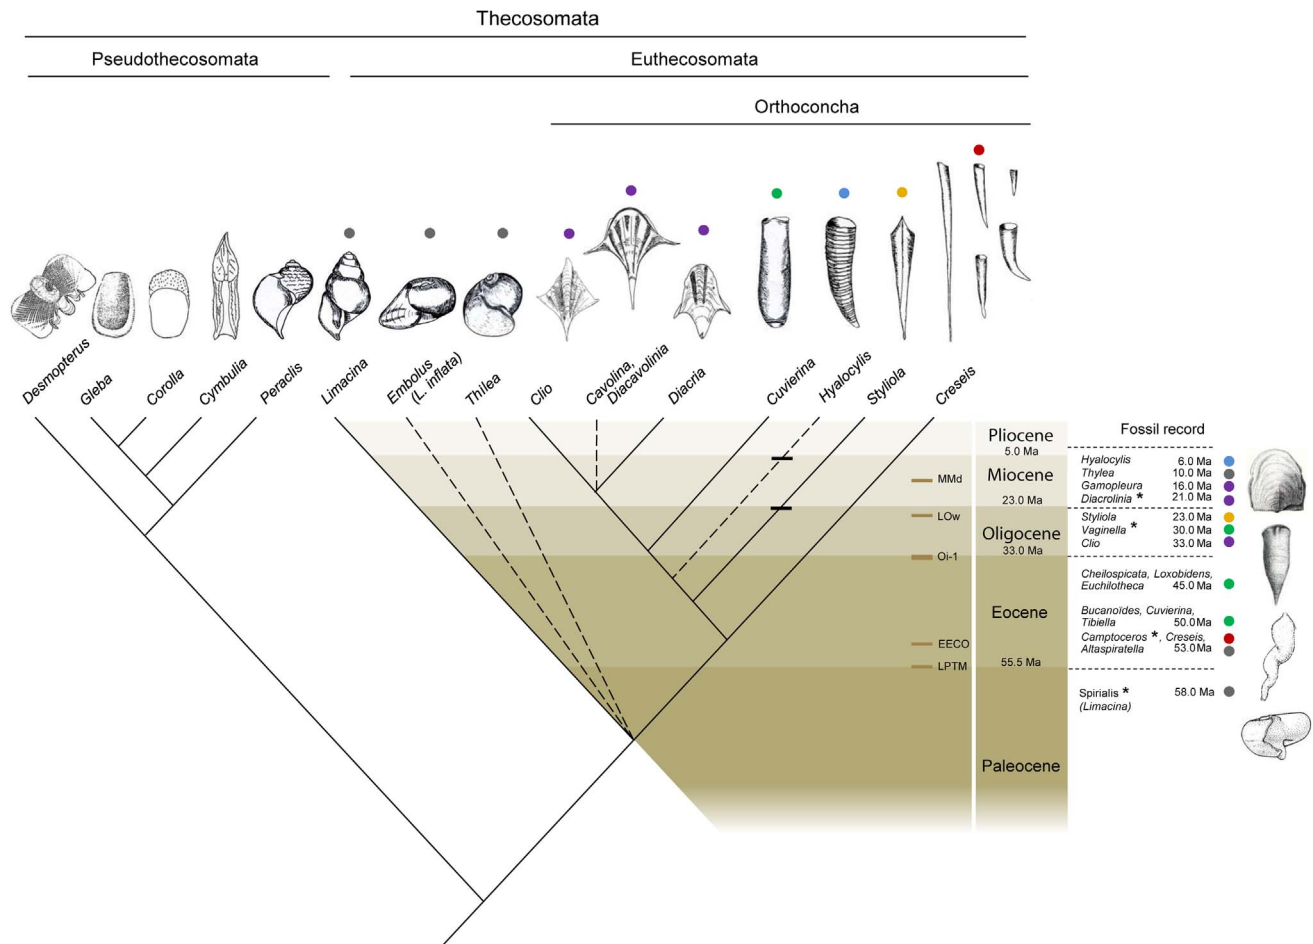 Thecosomata
Pseudothecosomata
Euthecosomata
Orthoconcha
Desmopterus
Gleba
Corolla
Cymbulia
Peraclis
Limacina
Embolus
(L. inflata)
Thilea
Clio
Cavolina,
Diacavolinia
Diacria
Cuvierina
Hyalocylis
Styliola
Creseis
Pliocene
5.0 Ma
Miocene
23.0 Ma
Oligocene
33.0 Ma
Eocene
55.5 Ma
Paleocene
MMd
LOw
Oi-1
EECO
LPTM
Fossil record
Hyalocylis 6.0 Ma
Thylea 10.0 Ma
Gamopleura 16.0 Ma
Diacrolinia * 21.0 Ma
Styliola 23.0 Ma
Vaginella * 30.0 Ma
Clio 33.0 Ma
Cheilospicata, Loxobidens,
Euchilotheca 45.0 Ma
Bucanoïdes, Cuvierina,
Tibiella 50.0 Ma
Camptoceros *, Creseis,
Altaspiratella 53.0 Ma
Spirialis * 58.0 Ma
(Limacina)